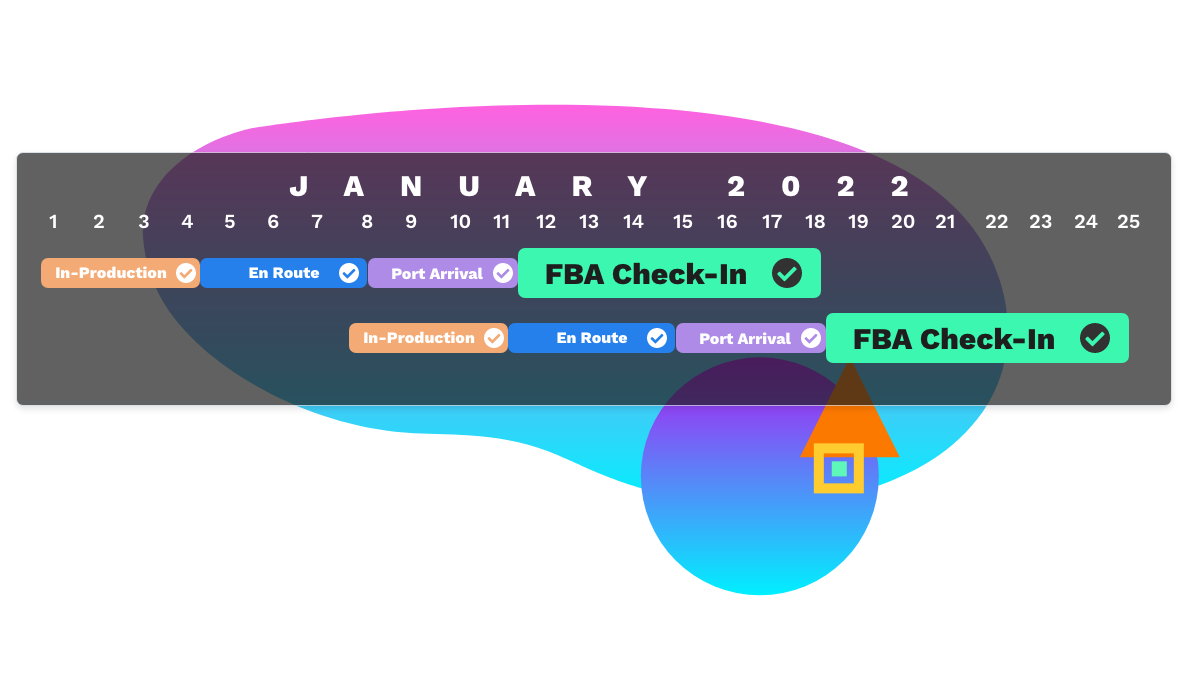 JANUARY 2022
1 2 3 4 5 6 7 8 9 10 11 12 13 14 15 16 17 18 19 20 21 22 23 24 25
In-Production En Route Port Arrival FBA Check-In
In-Production En Route Port Arrival FBA Check-In